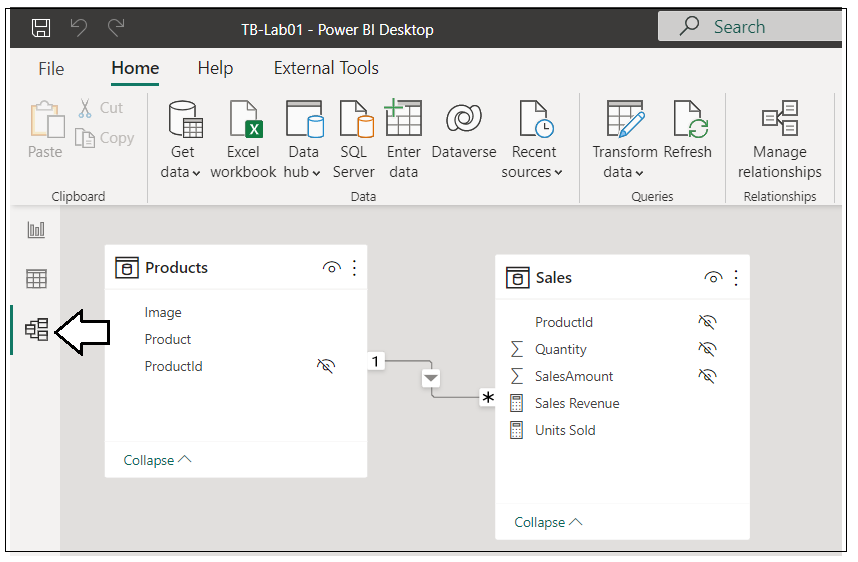 TB-Lab01 - Power BI Desktop
Search
File Home Help External Tools
Paste
Cut
Copy
Clipboard
Get data
Excel workbook
Data hub
SQL Server
Enter data
Dataverse
Recent sources
Data
Transform data
Refresh
Queries
Manage relationships
Relationships
Products
Image
Product
ProductId
Collapse
1
*
Sales
ProductId
Σ Quantity
Σ SalesAmount
Sales Revenue
Units Sold
Collapse